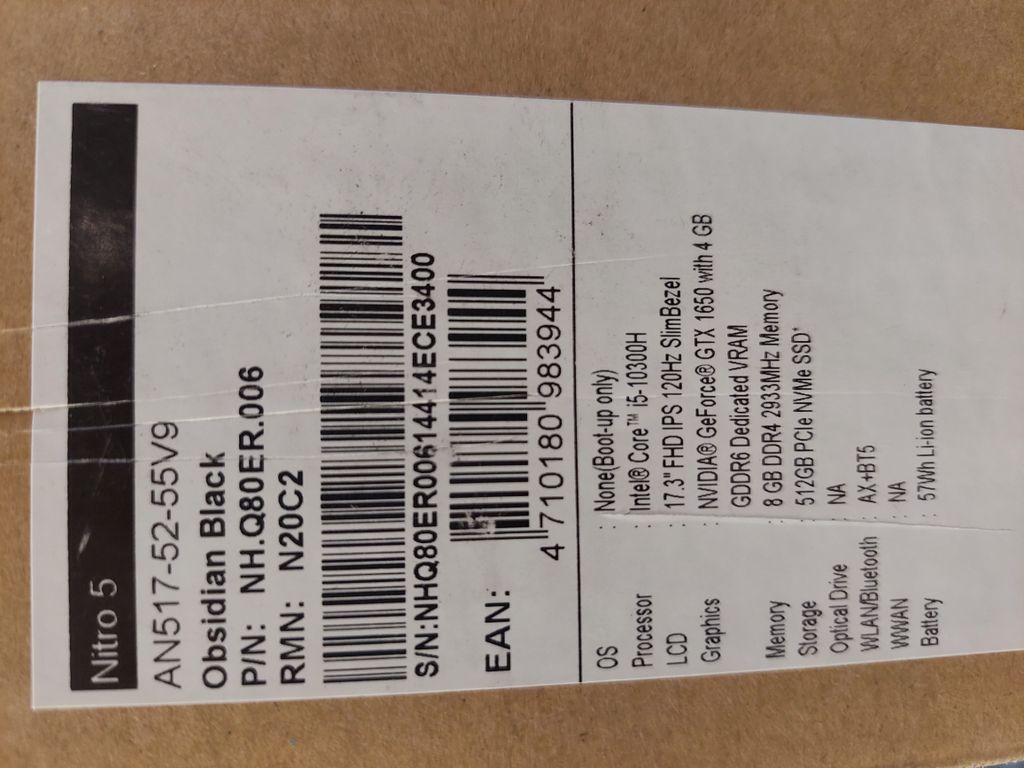 Nitro 5
AN517-52-55V9
Obsidian Black
P/N: NH.Q80ER.006
RMN: N20C2
S/N:NHQ80ER00614414ECE3400
EAN:
4 710180 983944
OS : None(Boot-up only)
Processor : Intel® Core™ i5-10300H
LCD : 17.3" FHD IPS 120Hz SlimBezel
Graphics : NVIDIA® GeForce® GTX 1650 with 4 GB
GDDR6 Dedicated VRAM
Memory : 8 GB DDR4 2933MHz Memory
Storage : 512GB PCIe NVMe SSD*
Optical Drive : NA
WLAN/Bluetooth : AX+BT5
WWAN : NA
Battery : 57Wh Li-ion battery